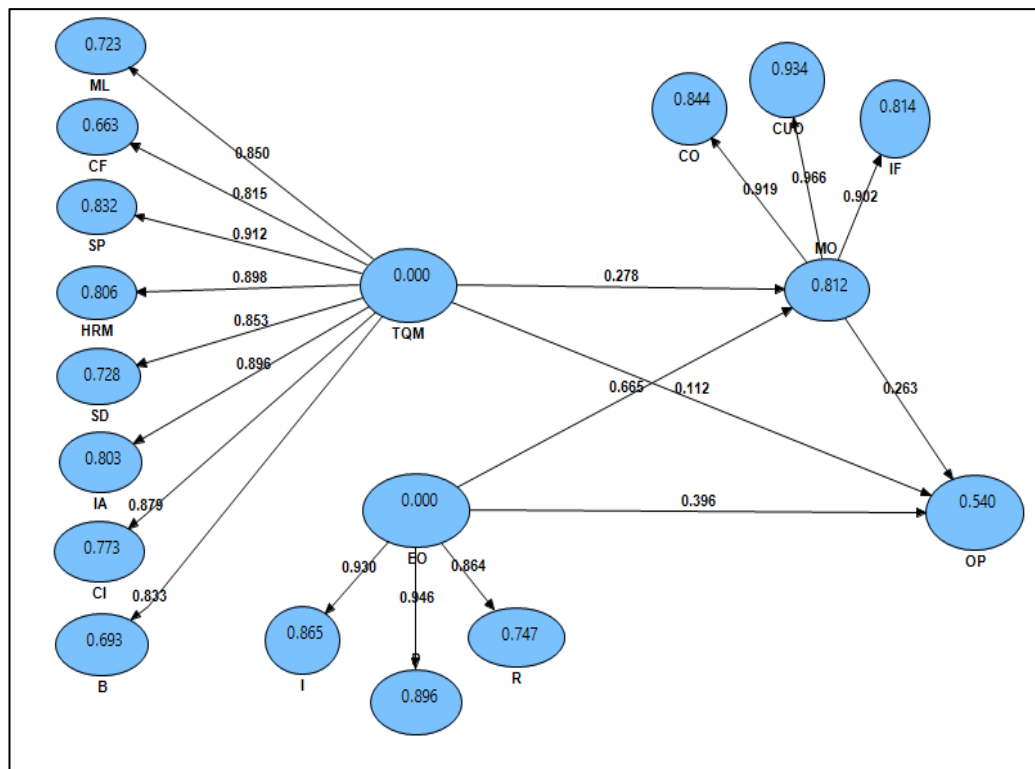 0.723
ML
0.663
CF
0.832
SP
0.806
HRM
0.728
SD
0.803
IA
0.773
CI
0.693
B
0.850
0.815
0.912
0.898
0.853
0.896
0.879
0.833
0.000
TQM
0.278
0.844
CO
0.934
CUO
0.814
IF
0.919
0.966
0.902
MO
0.812
0.665
0.112
0.263
0.000
EO
0.396
0.540
OP
0.930
0.946
0.864
0.865
I
P
0.896
0.747
R